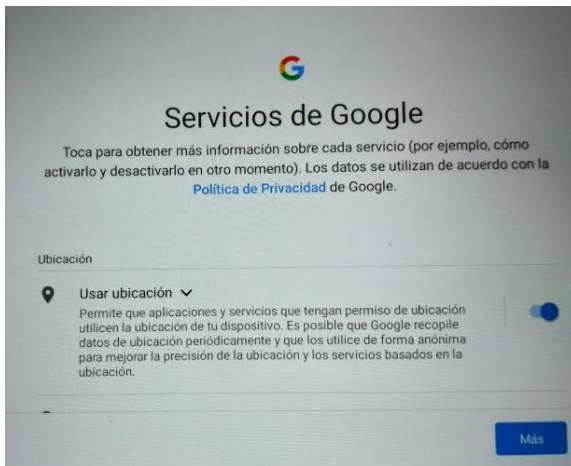 Servicios de Google
Toca para obtener más información sobre cada servicio (por ejemplo, cómo
activarlo y desactivarlo en otro momento). Los datos se utilizan de acuerdo con la
Política de Privacidad de Google.
Ubicación
Usar ubicación
Permite que aplicaciones y servicios que tengan permiso de ubicación
utilicen la ubicación de tu dispositivo. Es posible que Google recopile
datos de ubicación periódicamente y que los utilice de forma anónima
para mejorar la precisión de la ubicación y los servicios basados en la
ubicación.
Más